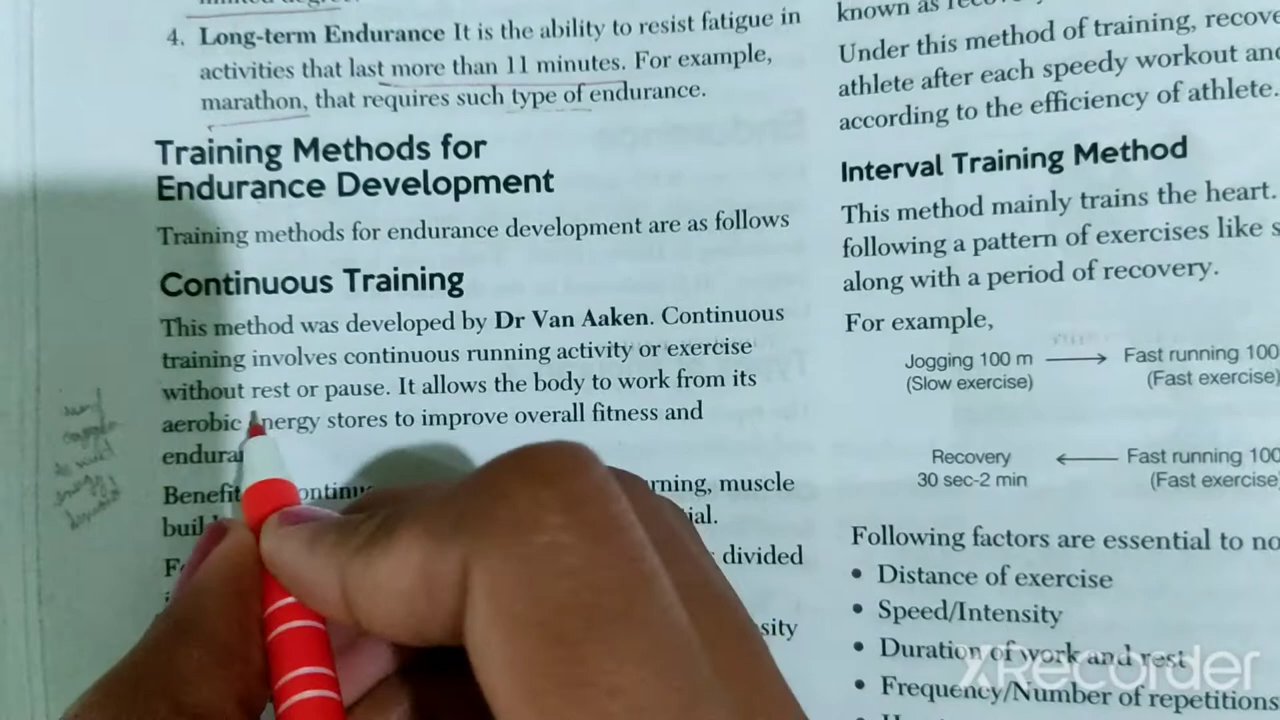 4. Long-term Endurance It is the ability to resist fatigue in
activities that last more than 11 minutes. For example,
marathon, that requires such type of endurance.
Training Methods for
Endurance Development
Training methods for endurance development are as follows
Continuous Training
This method was developed by Dr Van Aaken. Continuous
training involves continuous running activity or exercise
without rest or pause. It allows the body to work from its
aerobic energy stores to improve overall fitness and
Benefit
muscle
divided
known as
Under this method of training,
athlete after each speedy workout
according to the efficiency of athlete.
Interval Training Method
This method mainly trains the heart.
following a pattern of exercises like
along with a period of recovery.
For example,
Jogging 100 m → Fast running 100
(Slow exercise) (Fast exercise)
Recovery ← Fast running 100
30 sec-2 min (Fast exercise)
Following factors are essential to
• Distance of exercise
• Speed/Intensity
• Duration of work and rest
• Frequency/Number of repetitions
XRecorder